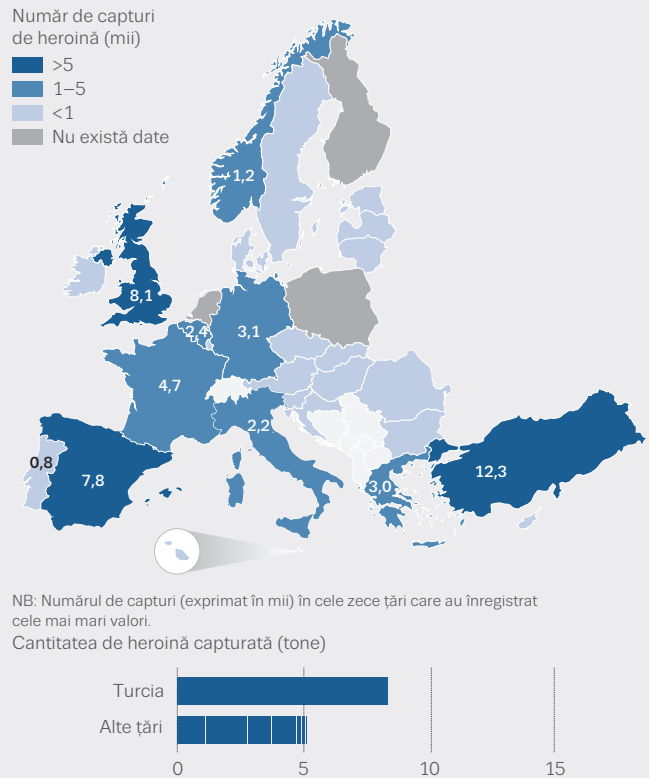 Număr de capturi
de heroină (mii)
>5
1–5
<1
Nu există date
1,2
8,1
2,4
3,1
4,7
2,2
0,8
7,8
3,0
12,3
NB: Numărul de capturi (exprimat în mii) în cele zece țări care au înregistrat
cele mai mari valori.
Cantitatea de heroină capturată (tone)
Turcia
Alte țări
0 5 10 15